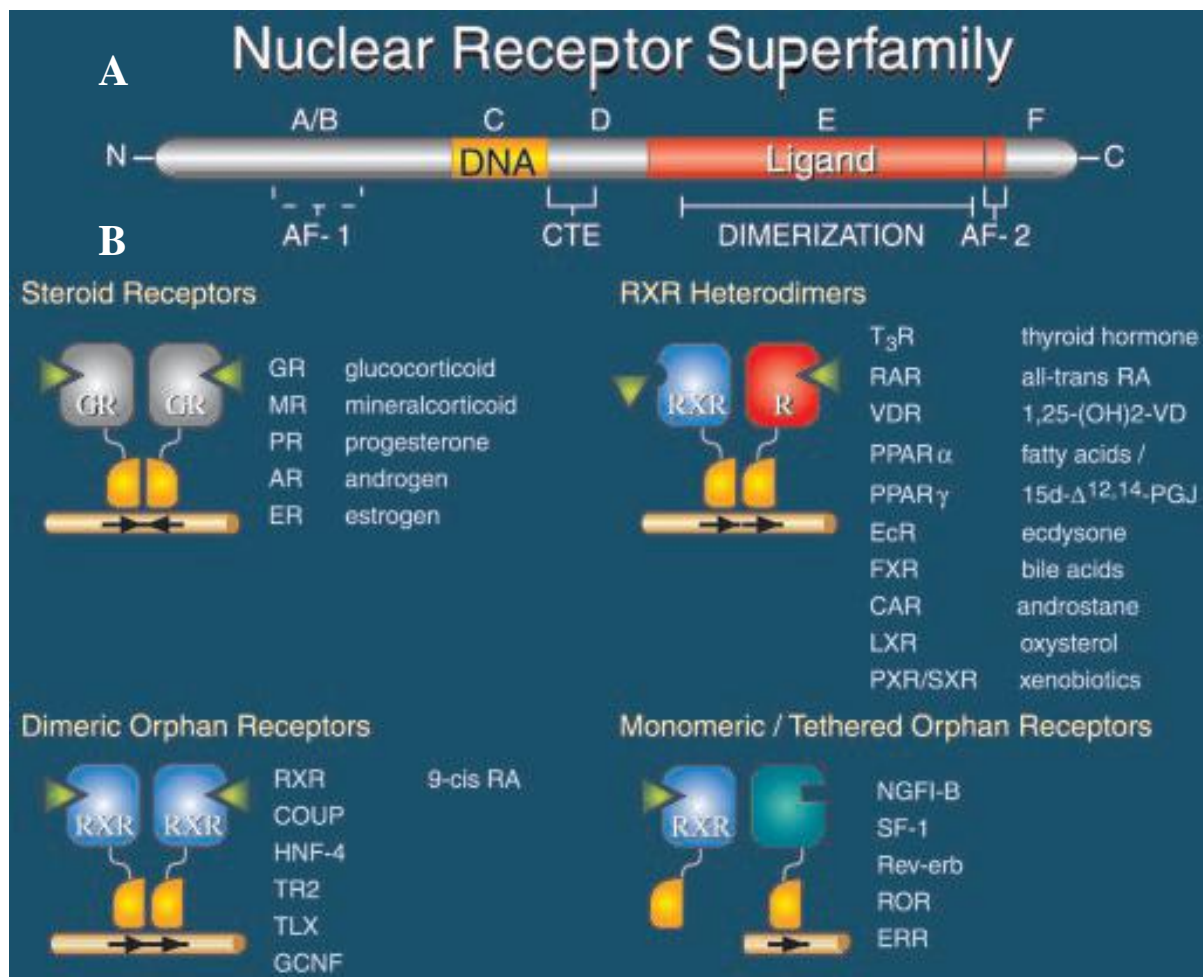 Nuclear Receptor Superfamily
A
A/B C D E F
N DNA Ligand C
AF-1 CTE DIMERIZATION AF-2
B
Steroid Receptors
GR GR
GR glucocorticoid
MR mineralcorticoid
PR progesterone
AR androgen
ER estrogen
RXR Heterodimers
RXR R
T3R thyroid hormone
RAR all-trans RA
VDR 1,25-(OH)2-VD
PPARα fatty acids /
PPARγ 15d-Δ12,14-PGJ
EcR ecdysone
FXR bile acids
CAR androstane
LXR oxysterol
PXR/SXR xenobiotics
Dimeric Orphan Receptors
RXR RXR
RXR 9-cis RA
COUP
HNF-4
TR2
TLX
GCNF
Monomeric / Tethered Orphan Receptors
RXR
NGFI-B
SF-1
Rev-erb
ROR
ERR